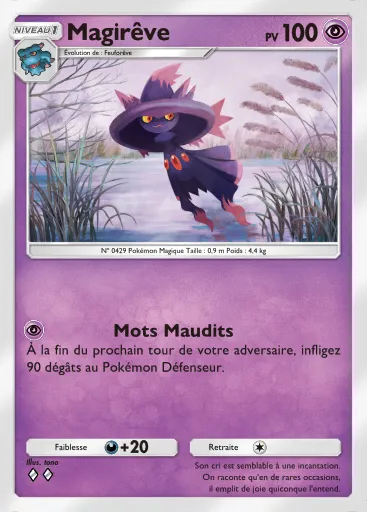 NIVEAU 1
Magirêve
PV 100
Évolution de : Feuforêve
N° 0429 Pokémon Magique Taille : 0,9 m Poids : 4,4 kg
Mots Maudits
À la fin du prochain tour de votre adversaire, infligez
90 dégâts au Pokémon Défenseur.
Faiblesse +20
Retraite
Illus. tono
Son cri est semblable à une incantation.
On raconte qu'en de rares occasions,
il emplit de joie quiconque l'entend.